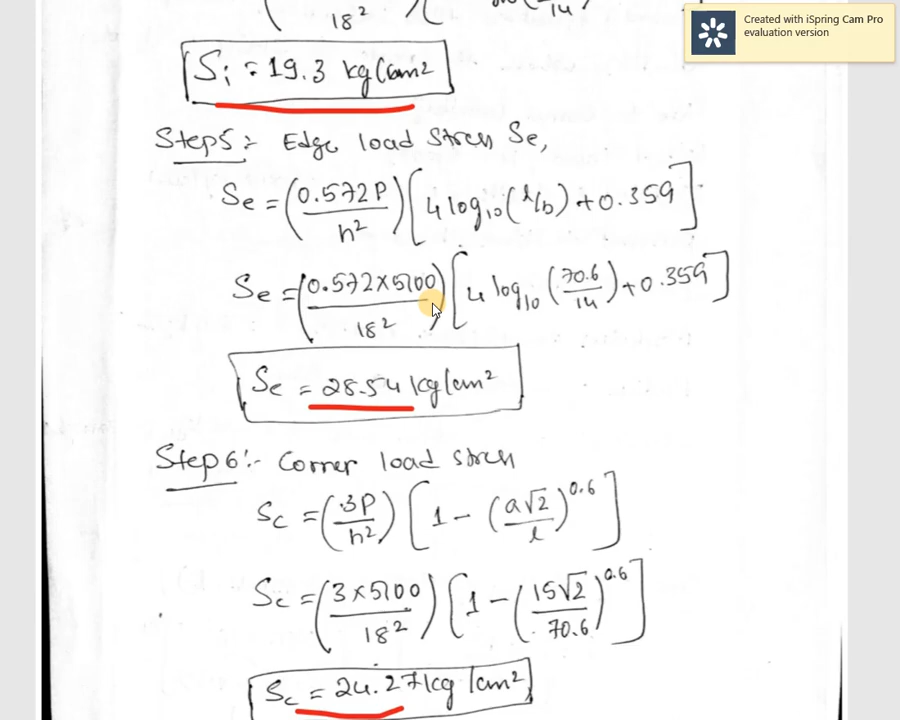 18²
14
Created with iSpring Cam Pro
evaluation version
Si = 19.3 kg/cm²
Step5:- Edge load Stress Se,
Se = (0.572P/h²) [4 log₁₀(l/b) + 0.359]
Se = (0.572×5100/18²) [4 log₁₀(70.6/14) + 0.359]
Se = 28.54 kg/cm²
Step6:- Corner load stress
Sc = (3P/h²) [1 - (a√2/l)^0.6]
Sc = (3×5100/18²) [1 - (15√2/70.6)^0.6]
Sc = 24.27 kg/cm²